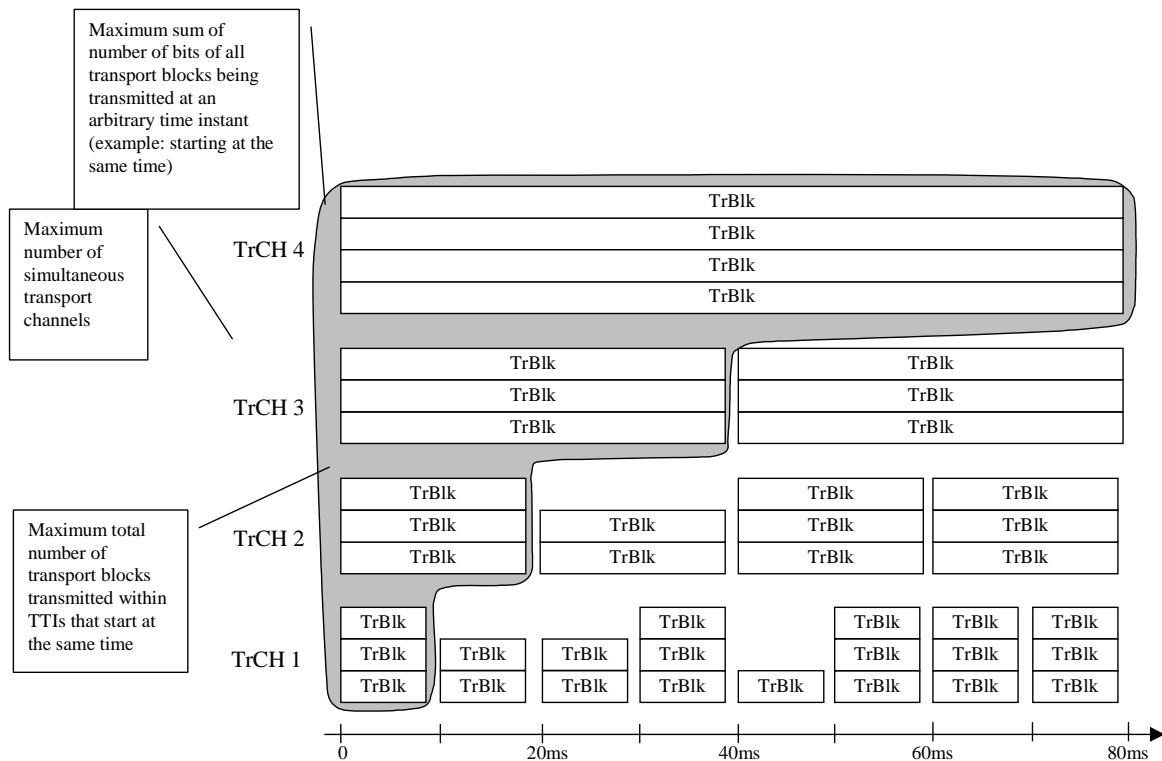 Maximum sum of
number of bits of all
transport blocks being
transmitted at an
arbitrary time instant
(example: starting at the
same time)
Maximum
number of
simultaneous
transport
channels
Maximum total
number of
transport blocks
transmitted within
TTIs that start at
the same time
TrCH 4
TrBlk
TrBlk
TrBlk
TrBlk
TrCH 3
TrBlk TrBlk
TrBlk TrBlk
TrBlk TrBlk
TrCH 2
TrBlk TrBlk TrBlk
TrBlk TrBlk TrBlk TrBlk
TrBlk TrBlk TrBlk TrBlk
TrCH 1
TrBlk TrBlk TrBlk TrBlk TrBlk
TrBlk TrBlk TrBlk TrBlk TrBlk TrBlk TrBlk
TrBlk TrBlk TrBlk TrBlk TrBlk TrBlk TrBlk TrBlk
0 20ms 40ms 60ms 80ms